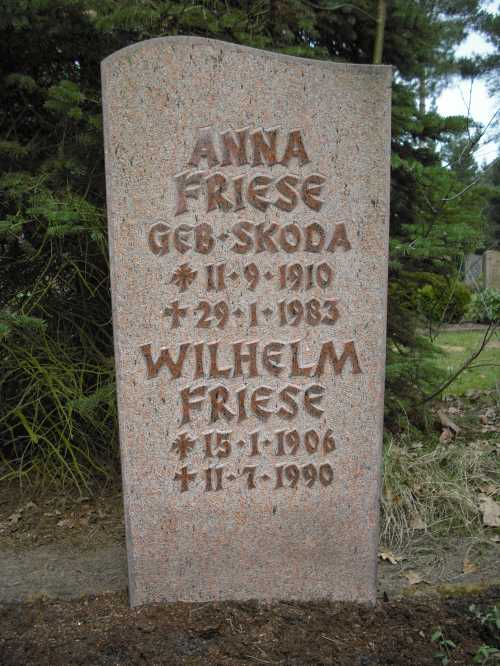 ANNA
FRIESE
GEB·SKODA
* 11·9·1910
† 29·1·1983
WILHELM
FRIESE
* 15·1·1906
† 11·7·1990